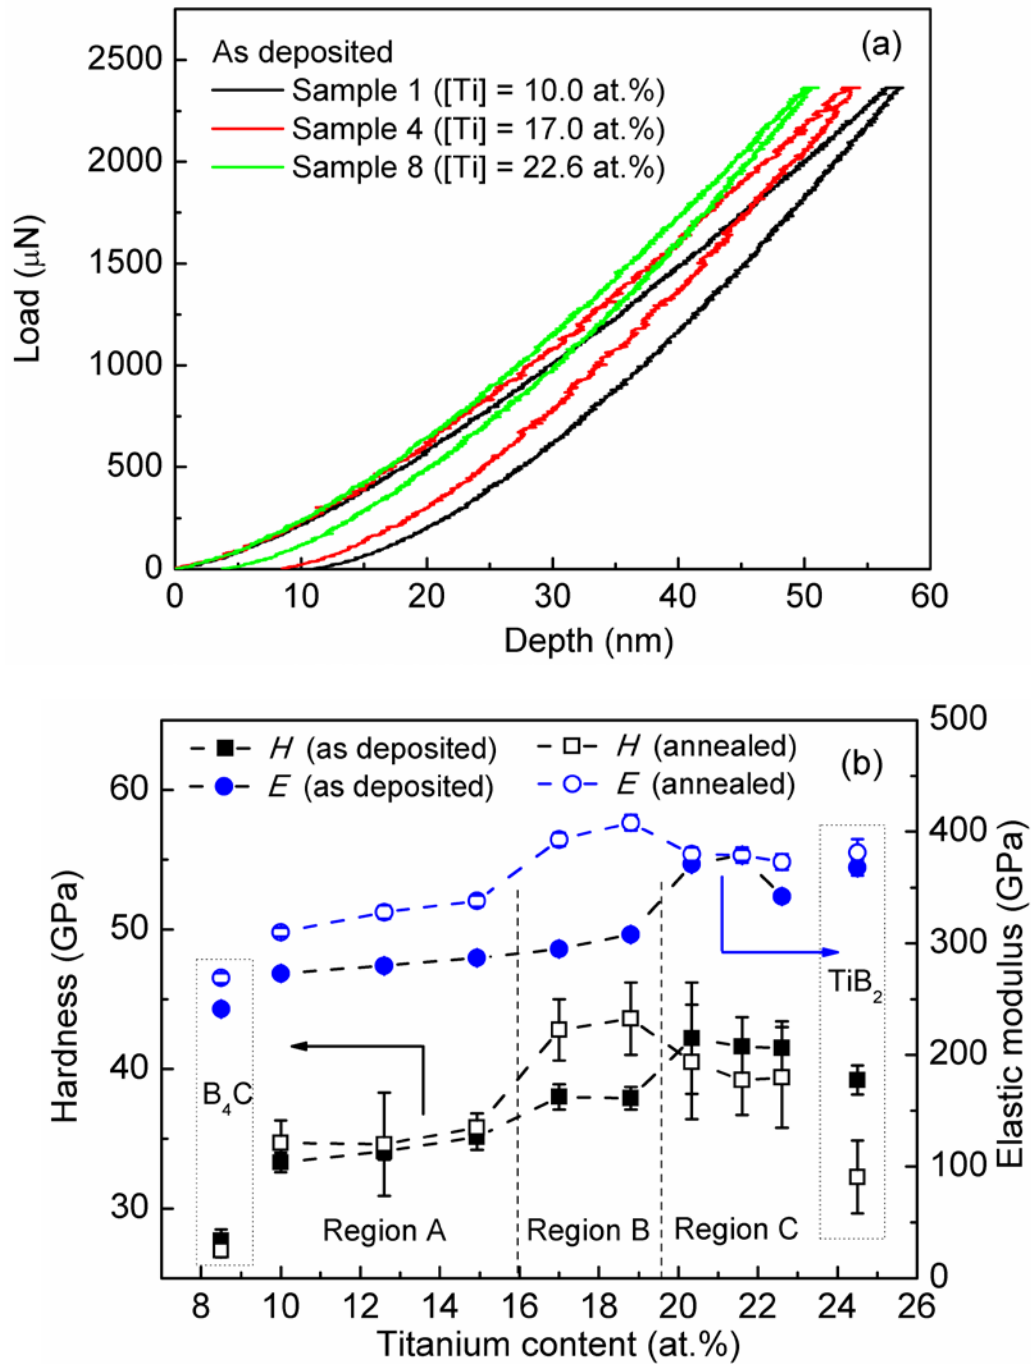 (a)
As deposited
Sample 1 ([Ti] = 10.0 at.%)
Sample 4 ([Ti] = 17.0 at.%)
Sample 8 ([Ti] = 22.6 at.%)
Load (μN)
2500
2000
1500
1000
500
0
0 10 20 30 40 50 60
Depth (nm)
(b)
H (as deposited)
E (as deposited)
H (annealed)
E (annealed)
Hardness (GPa)
60
50
40
30
Elastic modulus (GPa)
500
400
300
200
100
0
B₄C
TiB₂
Region A
Region B
Region C
8 10 12 14 16 18 20 22 24 26
Titanium content (at.%)